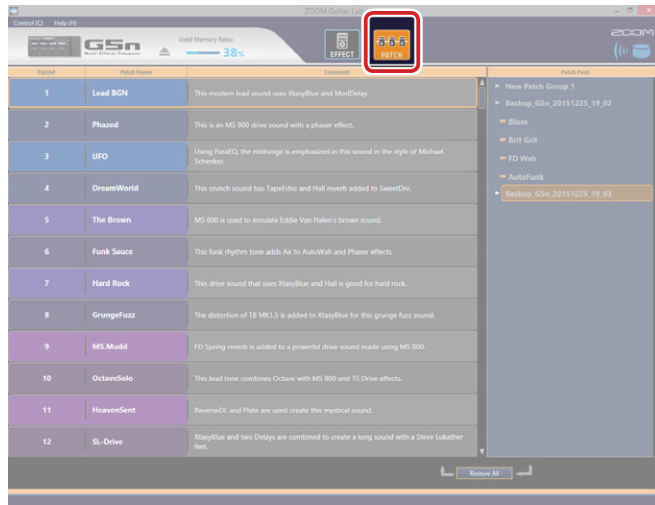 ZOOM Guitar Lab
Control (C) Help (H)
G5n
Multi-Effects Processor
Used Memory Ratio:
38%
EFFECT
PATCH
ZOOM
Patch# Patch Name Comment Patch Pool
1 Lead BGN This modern lead sound uses XtasyBlue and ModDelay.
2 Phazed This is an MS 800 drive sound with a phaser effect.
3 UFO Using ParaEQ, the midrange is emphasized in this sound in the style of Michael
Schenker.
4 DreamWorld This crunch sound has TapeEcho and Hall reverb added to SweetDrv.
5 The Brown MS 800 is used to emulate Eddie Van Halen's brown sound.
6 Funk Sauce This funk rhythm tone adds Air to AutoWah and Phaser effects.
7 Hard Rock This drive sound that uses XtasyBlue and Hall is good for hard rock.
8 GrungeFuzz The distortion of TB MK1.5 is added to XtasyBlue for this grunge fuzz sound.
9 MS.Mudd FD Spring reverb is added to a powerful drive sound made using MS 800.
10 OctaveSolo This lead tone combines Octave with MS 800 and TS Drive effects.
11 HeavenSent ReverseDL and Plate are used create this mystical sound.
12 SL-Drive XtasyBlue and two Delays are combined to create a long sound with a Steve Lukather
feel.
New Patch Group 1
Backup_G5n_20151225_19_02
Blues
Brit Grit
FD Wah
AutoFunk
Backup_G5n_20151225_19_03
Restore All